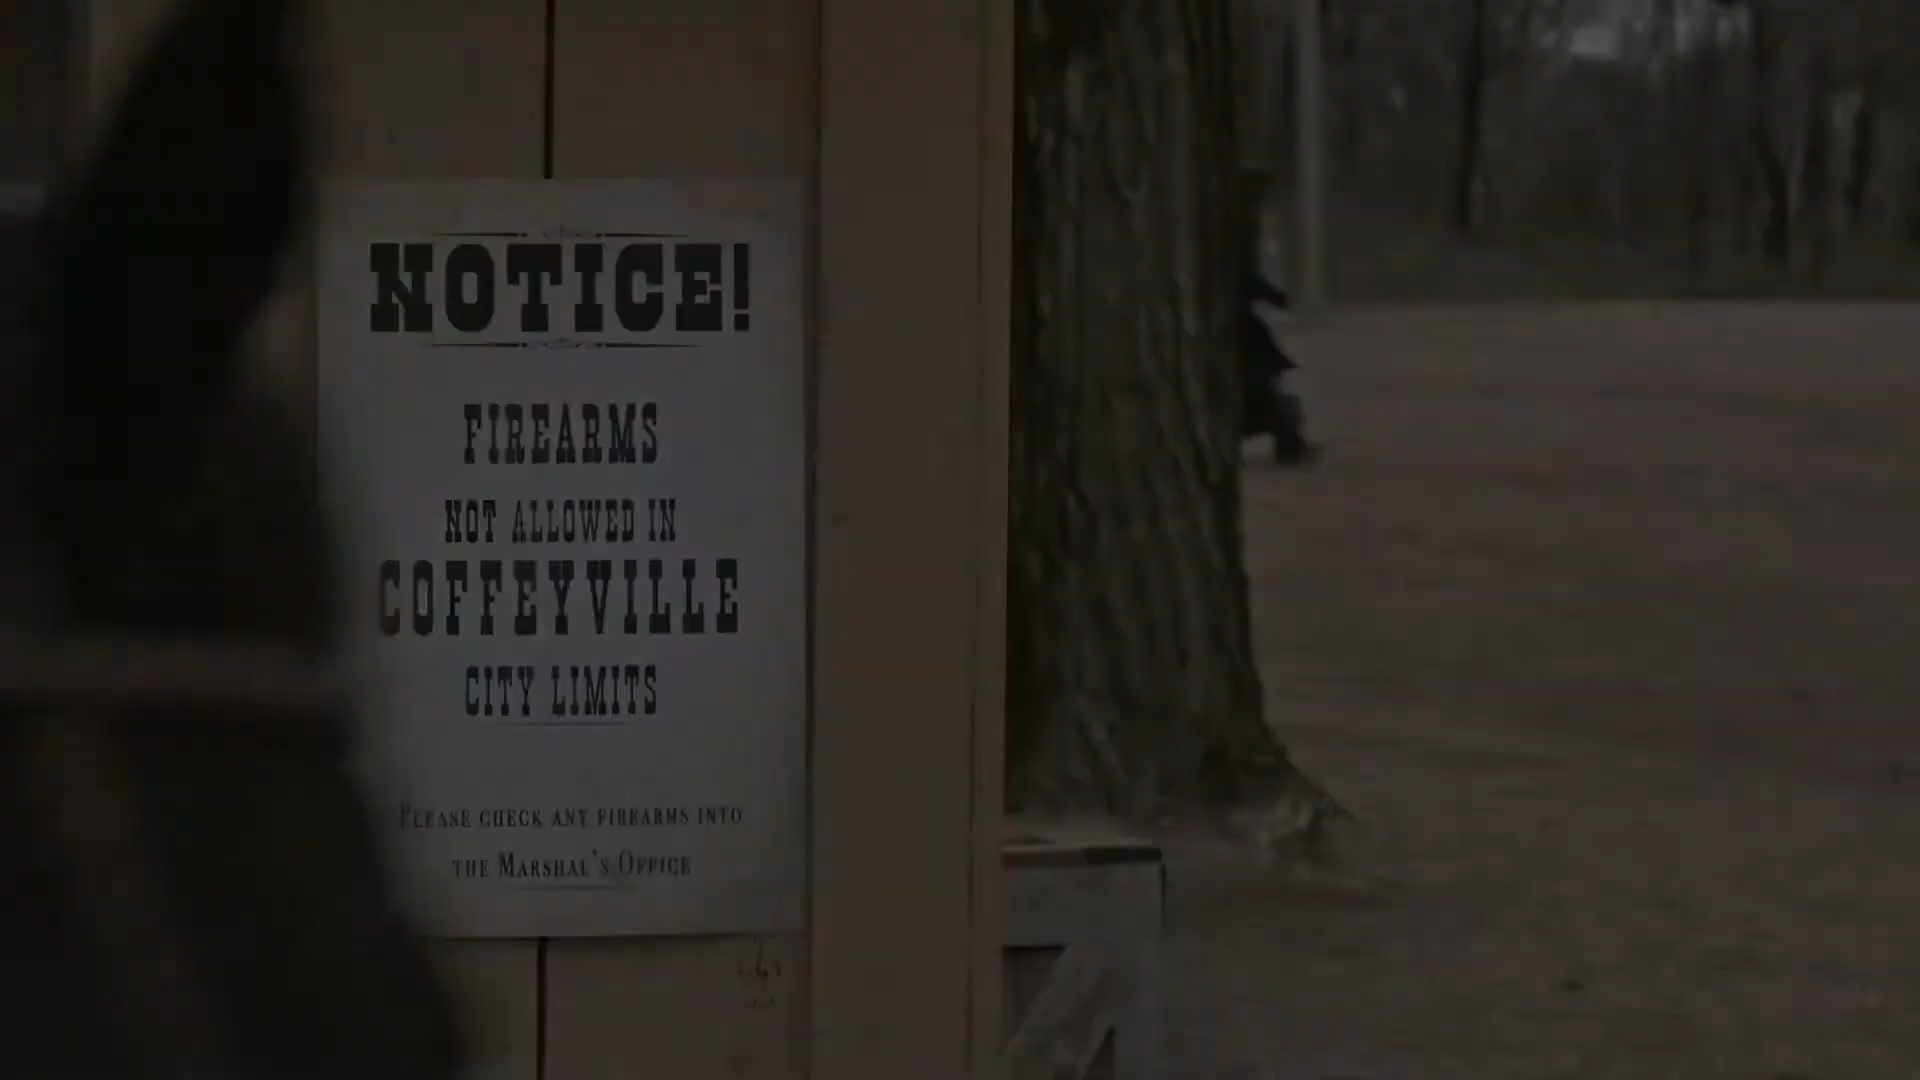 NOTICE!
FIREARMS
NOT ALLOWED IN
COFFEYVILLE
CITY LIMITS
PLEASE CHECK ANY FIREARMS INTO
THE MARSHAL'S OFFICE